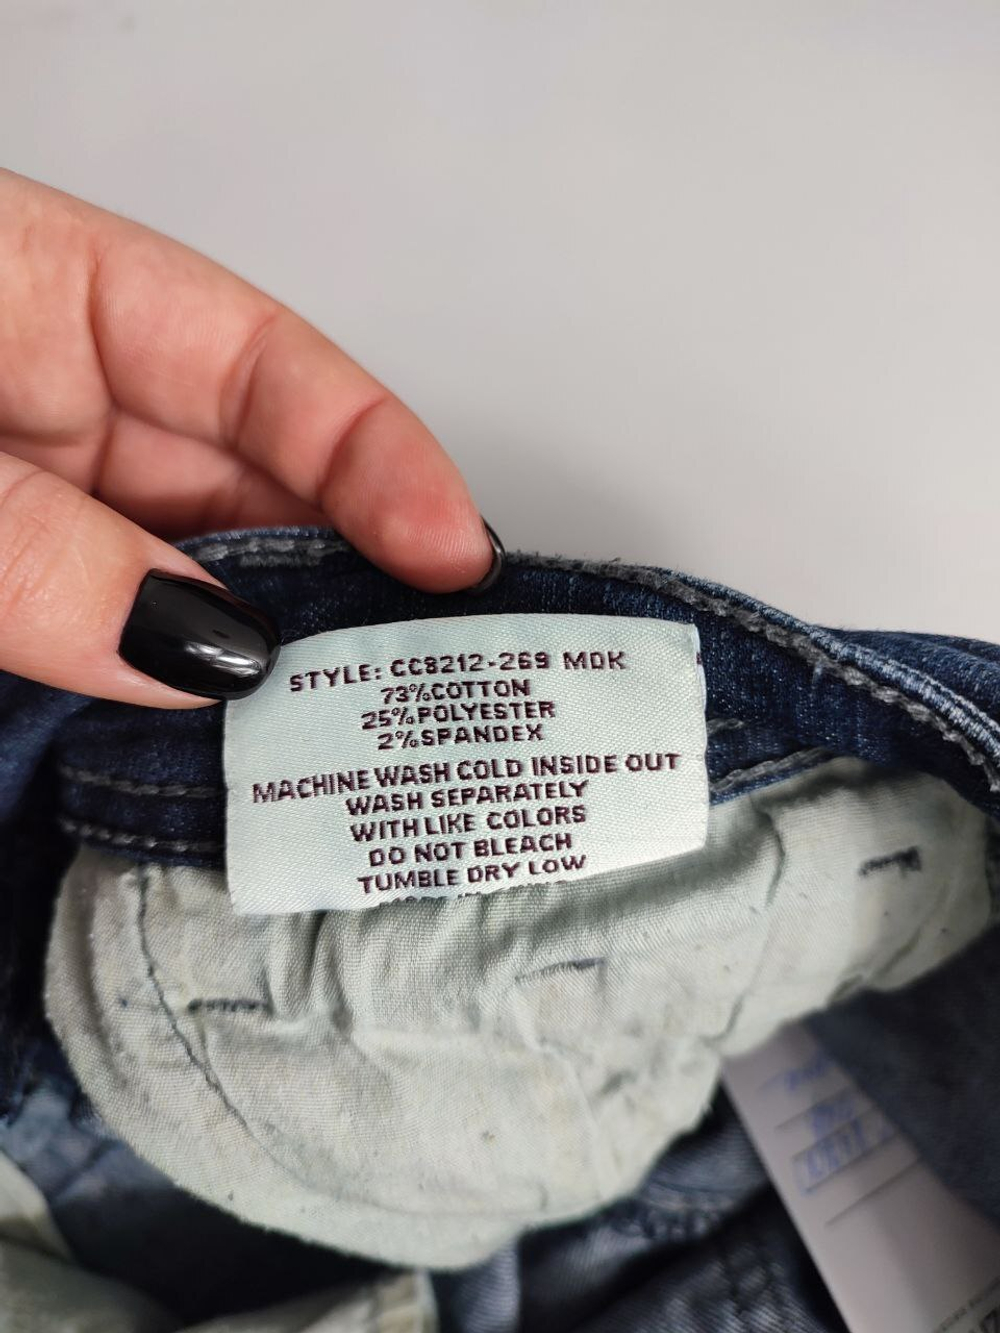 STYLE: CC8212-269 MDK
73%COTTON
25%POLYESTER
2%SPANDEX
MACHINE WASH COLD INSIDE OUT
WASH SEPARATELY
WITH LIKE COLORS
DO NOT BLEACH
TUMBLE DRY LOW